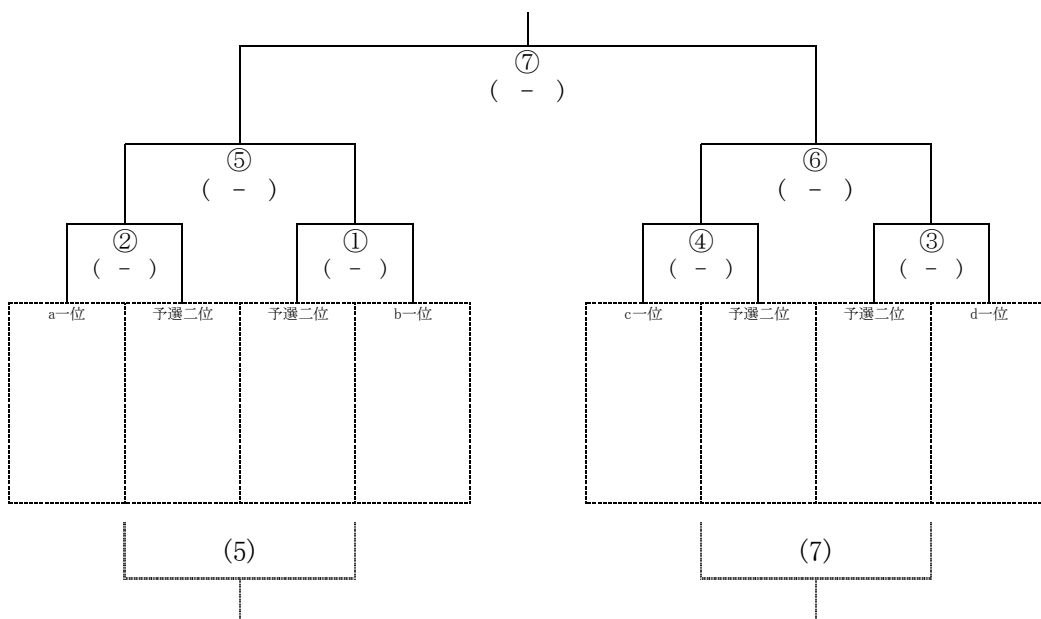 ⑦
( － )
⑤
( － )
⑥
( － )
②
( － )
①
( － )
④
( － )
③
( － )
a一位
予選二位
予選二位
b一位
c一位
予選二位
予選二位
d一位
(5)
(7)